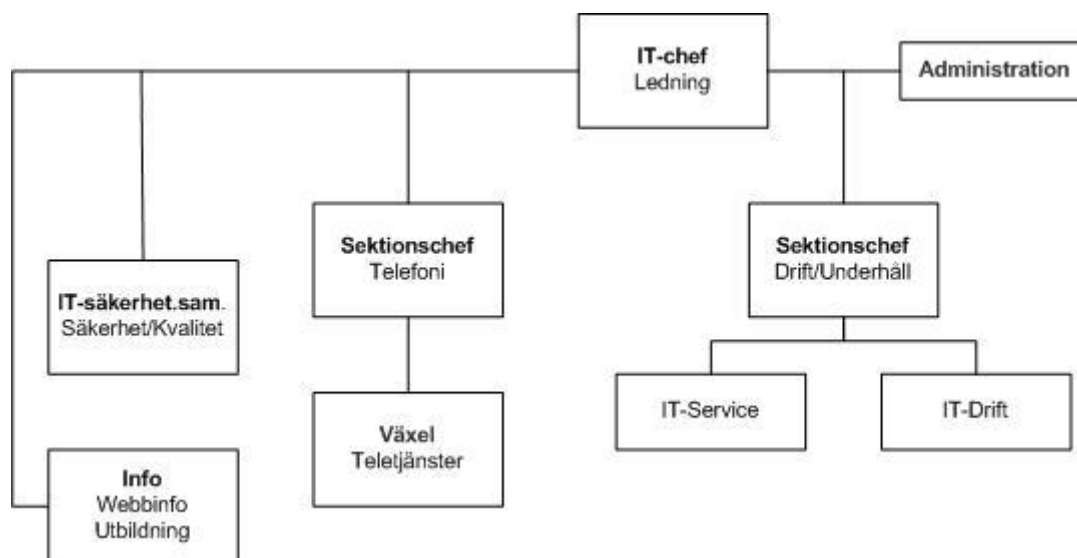 IT-chef
Ledning
Administration
Sektionschef
Telefoni
Sektionschef
Drift/Underhåll
IT-säkerhet.sam.
Säkerhet/Kvalitet
IT-Service
IT-Drift
Växel
Teletjänster
Info
Webbinfo
Utbildning